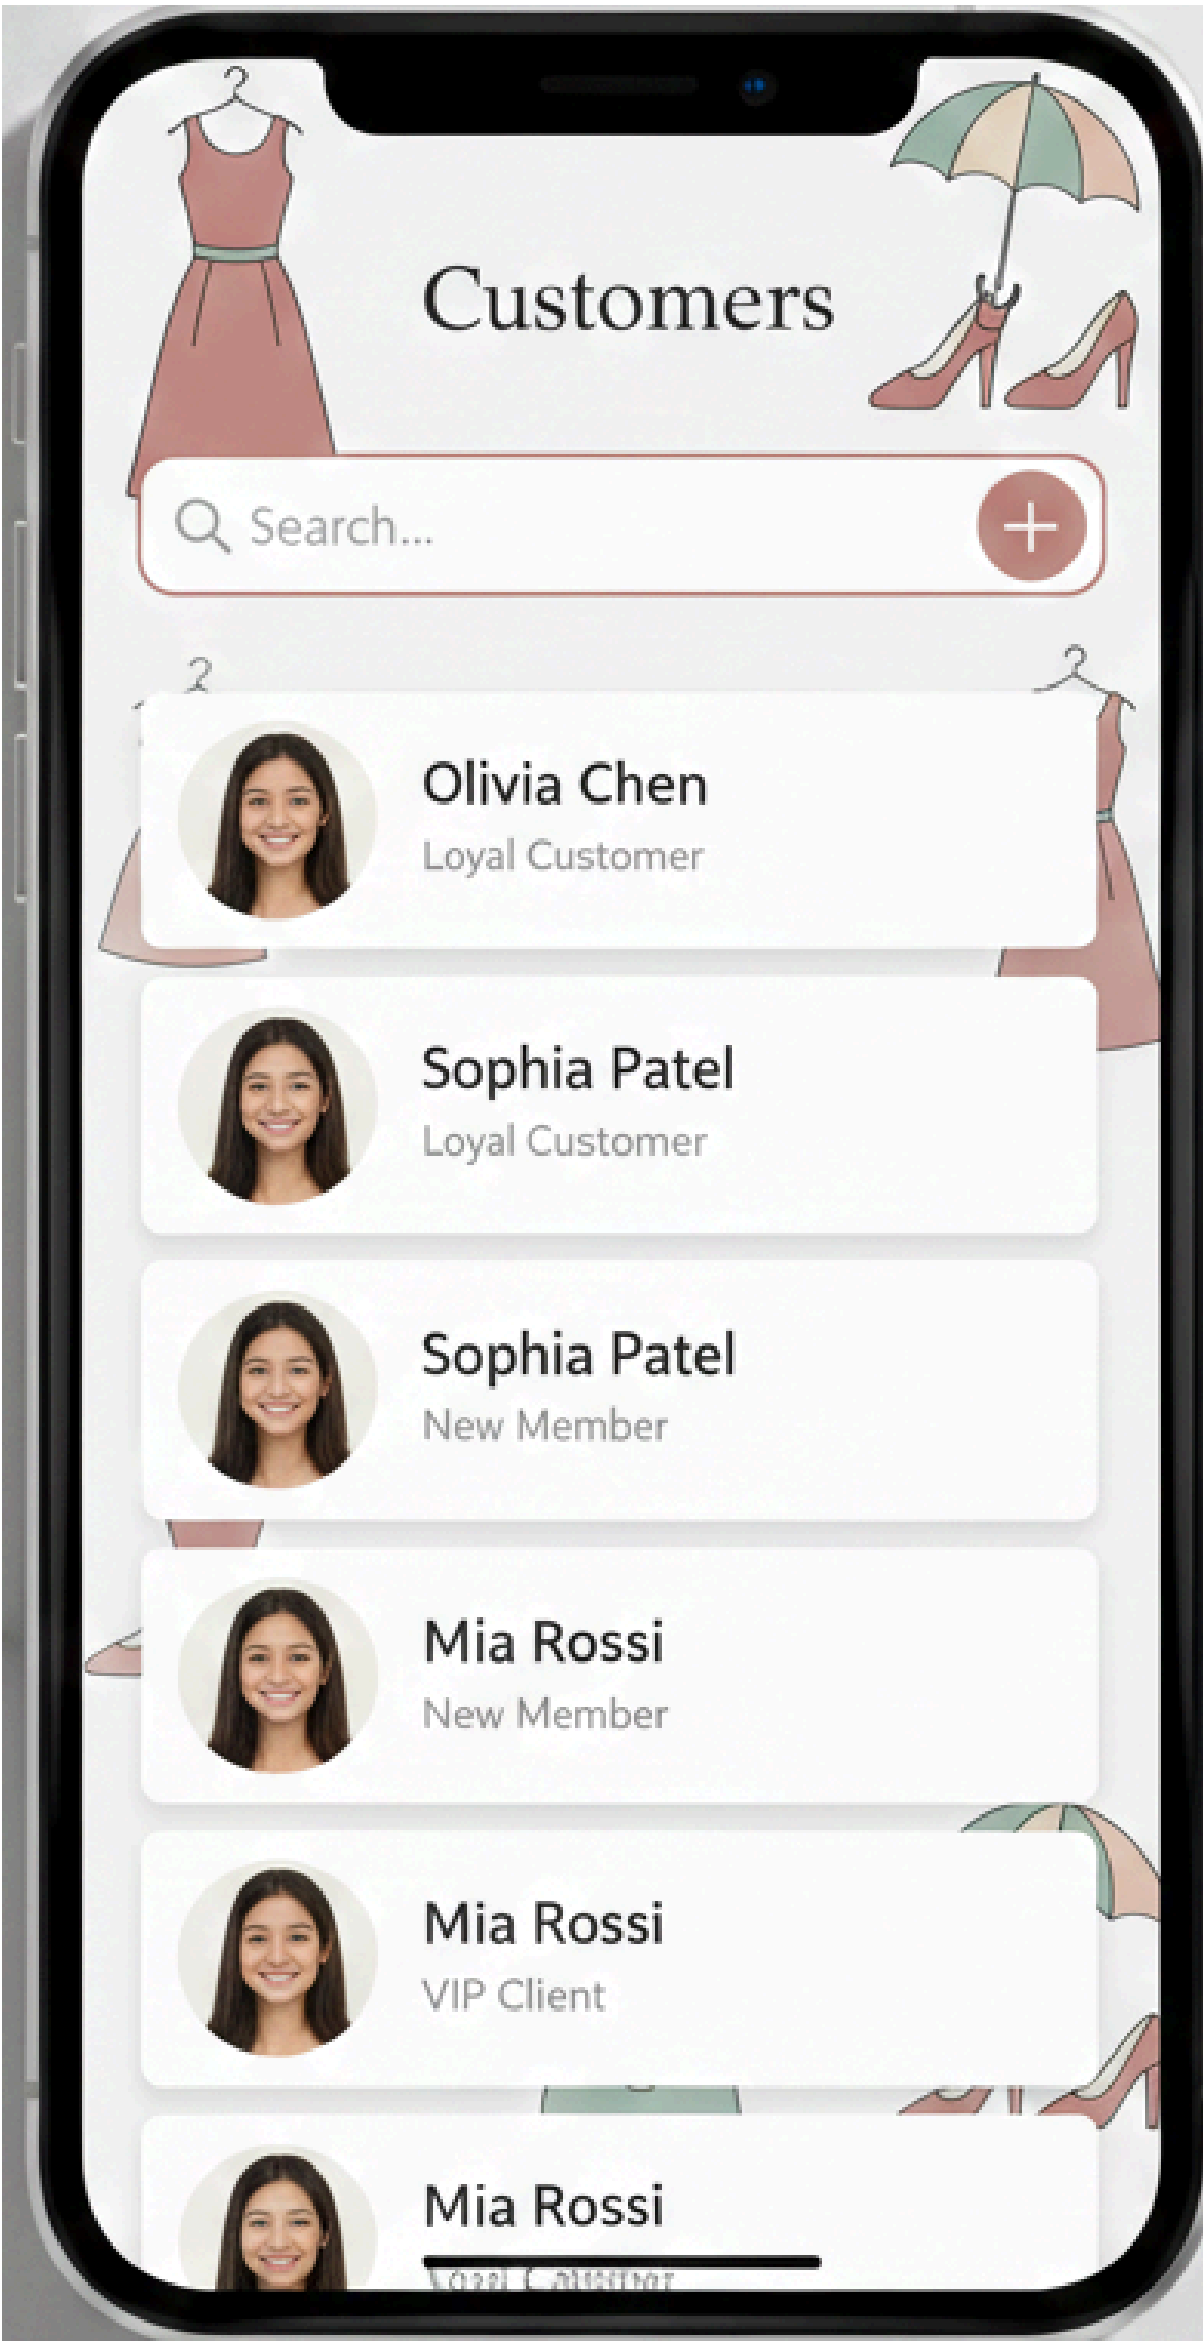 Customers
Search...
Olivia Chen
Loyal Customer
Sophia Patel
Loyal Customer
Sophia Patel
New Member
Mia Rossi
New Member
Mia Rossi
VIP Client
Mia Rossi